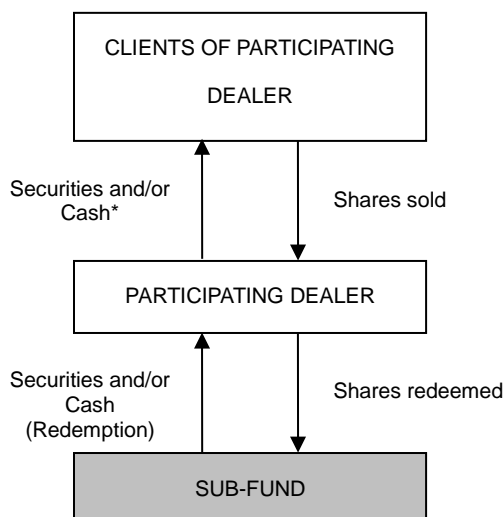 CLIENTS OF PARTICIPATING
DEALER
Securities and/or
Cash*
Shares sold
PARTICIPATING DEALER
Securities and/or
Cash
(Redemption)
Shares redeemed
SUB-FUND